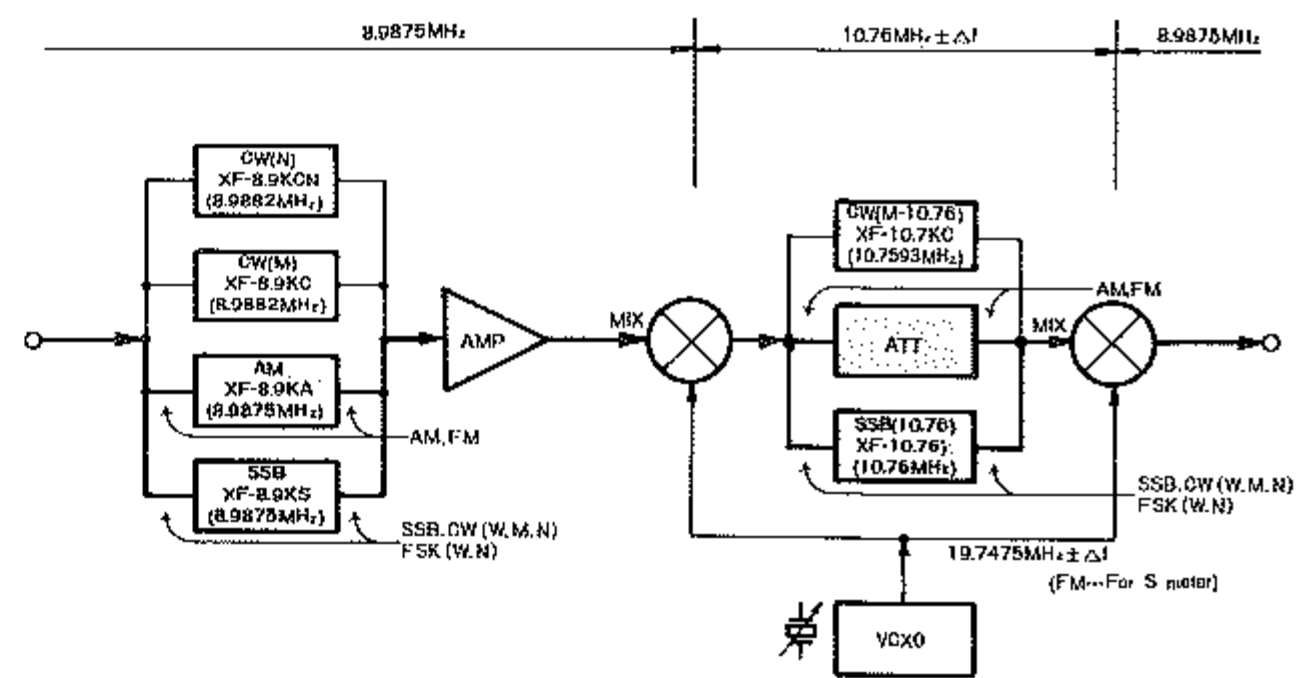 8.9875MHz
10.76MHz ± Δf
8.9875MHz
CW(N)
XF-8.9KCN
(8.9882MHz)
CW(M)
XF-8.9KC
(8.9882MHz)
AM
XF-8.9KA
(8.9875MHz)
AM,FM
SSB
XF-8.9KS
(8.9875MHz)
SSB.CW (W.M.N)
FSK (W.N)
AMP
MIX
CW(M-10.76)
XF-10.7KC
(10.7593MHz)
AM,FM
ATT
SSB(10.76)
XF-10.76)
(10.76MHz)
SSB.CW (W.M.N)
FSK (W.N)
MIX
19.7475MHz ± Δf
(FM···For S meter)
VCXO